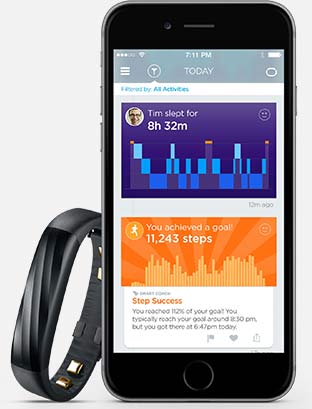 7:11 PM
TODAY
Filtered by: All Activities
Tim slept for
8h 32m
12m ago
You achieved a goal!
11,243 steps
SMART COACH
Step Success
You reached 112% of your goal! You
typically reach your goal around 8:30 pm,
but you got there at 6:47pm today.